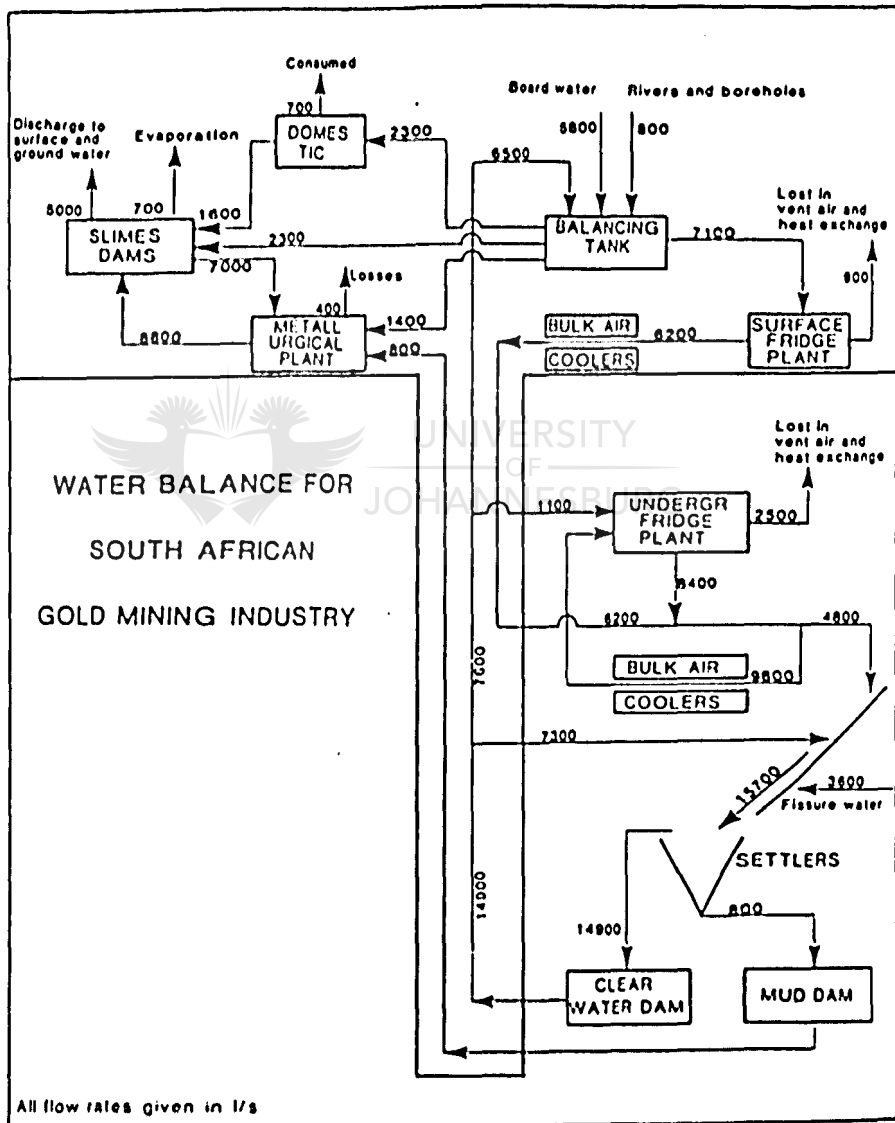 Consumed
700
DOMES
TIC
2300
Board water
Rivers and boreholes
5800
800
6500
Discharge to
surface and
ground water
Evaporation
5000
700
1600
SLIMES
DAMS
2300
7000
BALANCING
TANK
7100
Lost in
vent air and
heat exchange
900
Losses
400
METALL
URGICAL
PLANT
8800
1400
800
BULK AIR
COOLERS
6200
SURFACE
FRIDGE
PLANT
UNIVERSITY
OF
JOHANNESBURG
WATER BALANCE FOR
SOUTH AFRICAN
GOLD MINING INDUSTRY
1100
UNDERGR
FRIDGE
PLANT
Lost in
vent air and
heat exchange
2500
8400
6200
4800
BULK AIR
COOLERS
9800
7600
7300
15700
3600
Fissure water
SETTLERS
14900
800
14900
CLEAR
WATER DAM
MUD DAM
All flow rates given in l/s